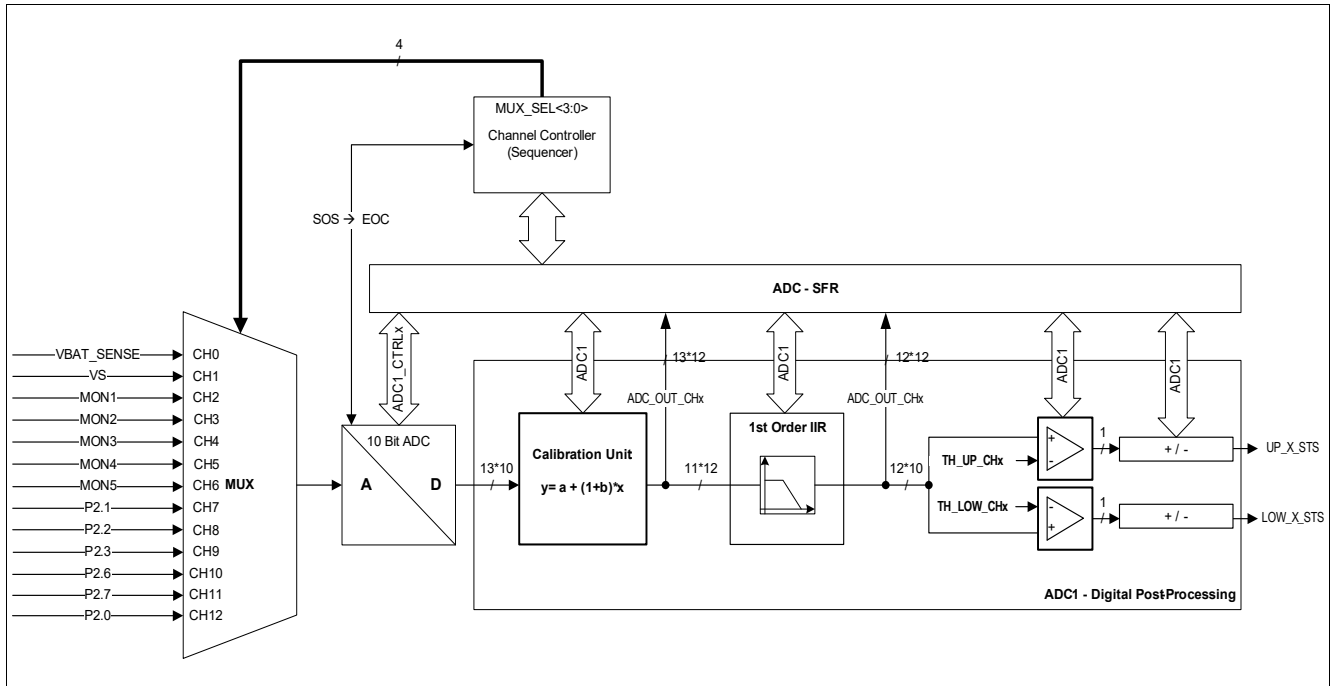 4
MUX_SEL<3:0>
Channel Controller
(Sequencer)
SOS → EOC
ADC - SFR
ADC1_CTRLx
ADC1
13*12
ADC1
12*12
ADC1
ADC1
VBAT_SENSE CH0
VS CH1
MON1 CH2
MON2 CH3
MON3 CH4
MON4 CH5
MON5 CH6 MUX
P2.1 CH7
P2.2 CH8
P2.3 CH9
P2.6 CH10
P2.7 CH11
P2.0 CH12
10 Bit ADC
A D
13*10
Calibration Unit
y= a + (1+b)*x
ADC_OUT_CHx
11*12
1st Order IIR
ADC_OUT_CHx
12*10
TH_UP_CHx
+
-
1
+ / -
UP_X_STS
TH_LOW_CHx
-
+
1
+ / -
LOW_X_STS
ADC1 - Digital PostProcessing